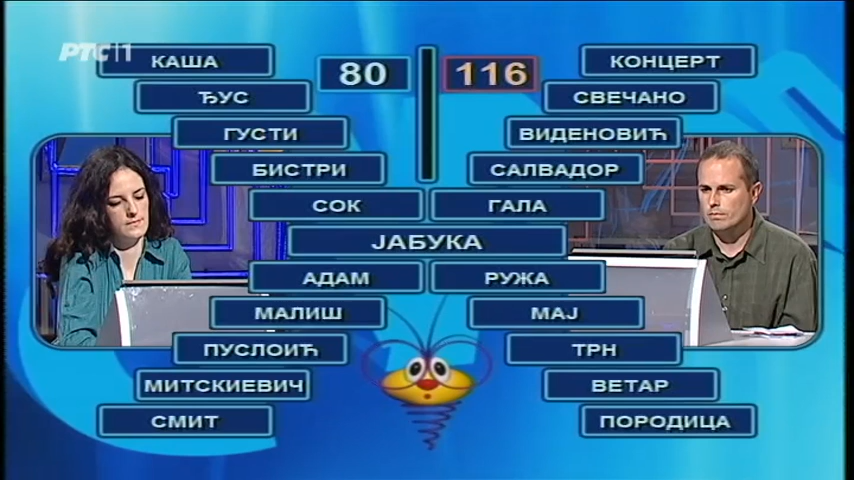 РТС 1
КАША
80
116
КОНЦЕРТ
ЂУС
СВЕЧАНО
ГУСТИ
ВИДЕНОВИЋ
БИСТРИ
САЛВАДОР
СОК
ГАЛА
ЈАБУКА
АДАМ
РУЖА
МАЛИШ
МАЈ
ПУСЛОИЋ
ТРН
МИТСКИЕВИЧ
ВЕТАР
СМИТ
ПОРОДИЦА